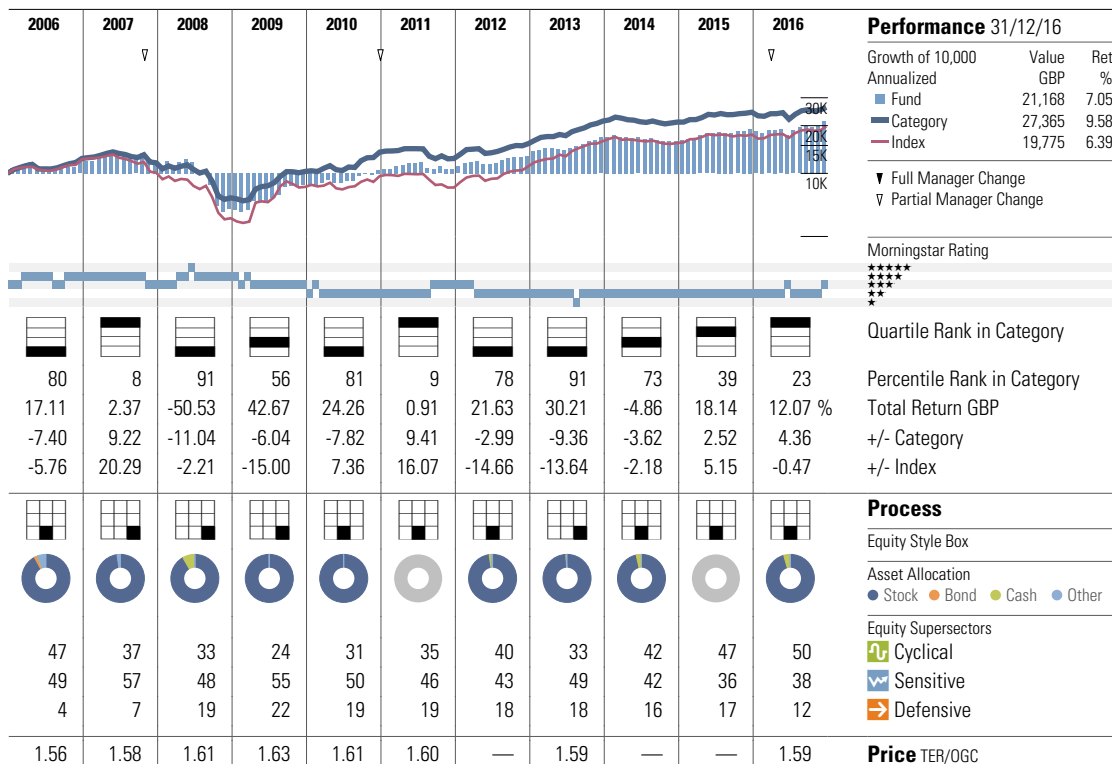 2006 2007 2008 2009 2010 2011 2012 2013 2014 2015 2016
Performance 31/12/16
Growth of 10,000 Value Ret
Annualized GBP %
Fund 21,168 7.05
Category 27,365 9.58
Index 19,775 6.39
30K
20K
15K
10K
Full Manager Change
Partial Manager Change
Morningstar Rating
★★★★★
★★★★
★★★
★★
★
Quartile Rank in Category
80 8 91 56 81 9 78 91 73 39 23 Percentile Rank in Category
17.11 2.37 -50.53 42.67 24.26 0.91 21.63 30.21 -4.86 18.14 12.07 % Total Return GBP
-7.40 9.22 -11.04 -6.04 -7.82 9.41 -2.99 -9.36 -3.62 2.52 4.36 +/- Category
-5.76 20.29 -2.21 -15.00 7.36 16.07 -14.66 -13.64 -2.18 5.15 -0.47 +/- Index
Process
Equity Style Box
Asset Allocation
Stock Bond Cash Other
Equity Supersectors
47 37 33 24 31 35 40 33 42 47 50 Cyclical
49 57 48 55 50 46 43 49 42 36 38 Sensitive
4 7 19 22 19 19 18 18 16 17 12 Defensive
1.56 1.58 1.61 1.63 1.61 1.60 — 1.59 — — 1.59 Price TER/OGC